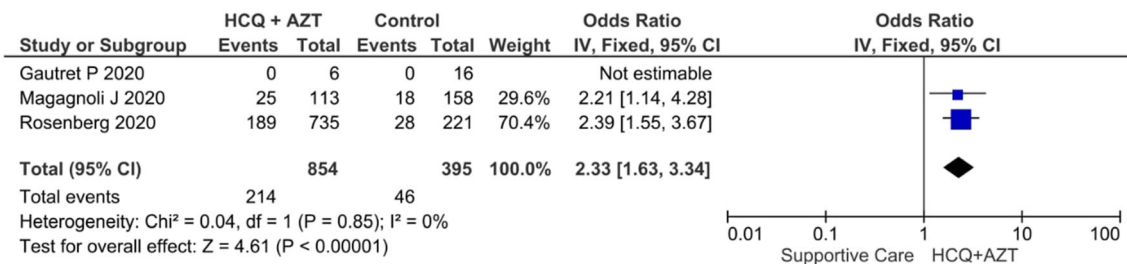 HCQ + AZT Control Odds Ratio Odds Ratio
Study or Subgroup Events Total Events Total Weight IV, Fixed, 95% CI IV, Fixed, 95% CI
Gautret P 2020 0 6 0 16 Not estimable
Magagnoli J 2020 25 113 18 158 29.6% 2.21 [1.14, 4.28]
Rosenberg 2020 189 735 28 221 70.4% 2.39 [1.55, 3.67]
Total (95% CI) 854 395 100.0% 2.33 [1.63, 3.34]
Total events 214 46
Heterogeneity: Chi² = 0.04, df = 1 (P = 0.85); I² = 0%
Test for overall effect: Z = 4.61 (P < 0.00001)
0.01 0.1 1 10 100
Supportive Care HCQ+AZT